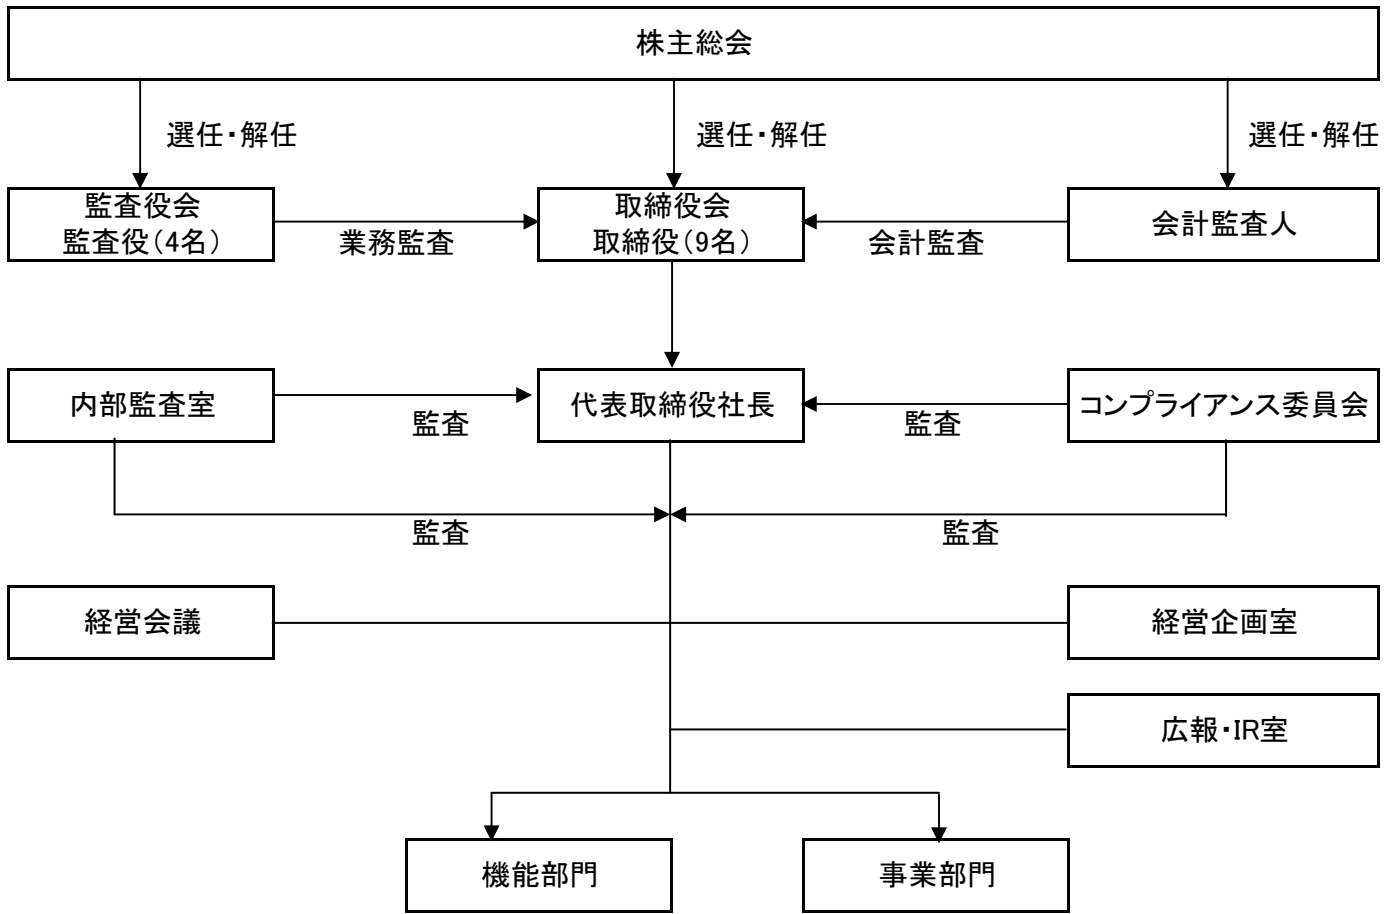 株主総会
選任・解任
選任・解任
選任・解任
監査役会
監査役(4名)
業務監査
取締役会
取締役(9名)
会計監査
会計監査人
内部監査室
監査
代表取締役社長
監査
コンプライアンス委員会
監査
監査
経営会議
経営企画室
広報・IR室
機能部門
事業部門